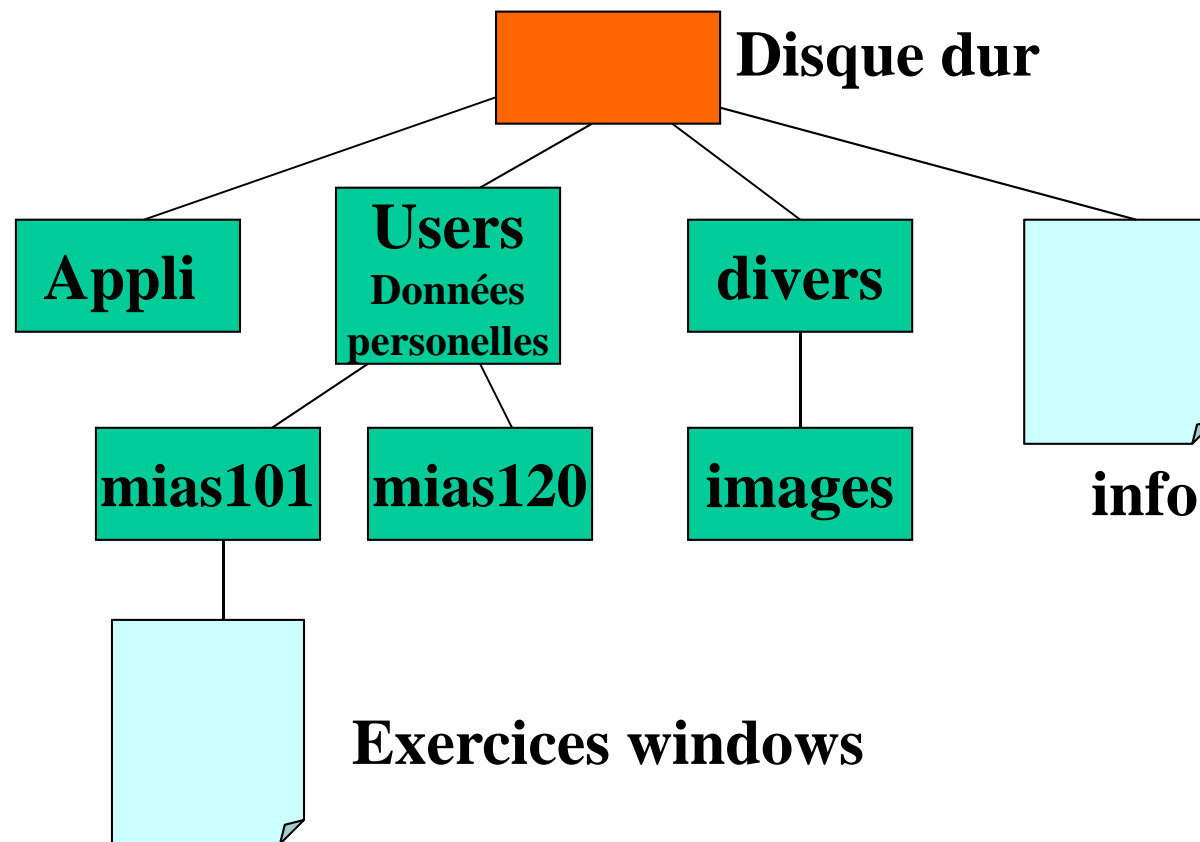 Disque dur
Appli
Users
Données
personelles
divers
info
mias101
mias120
images
Exercices windows